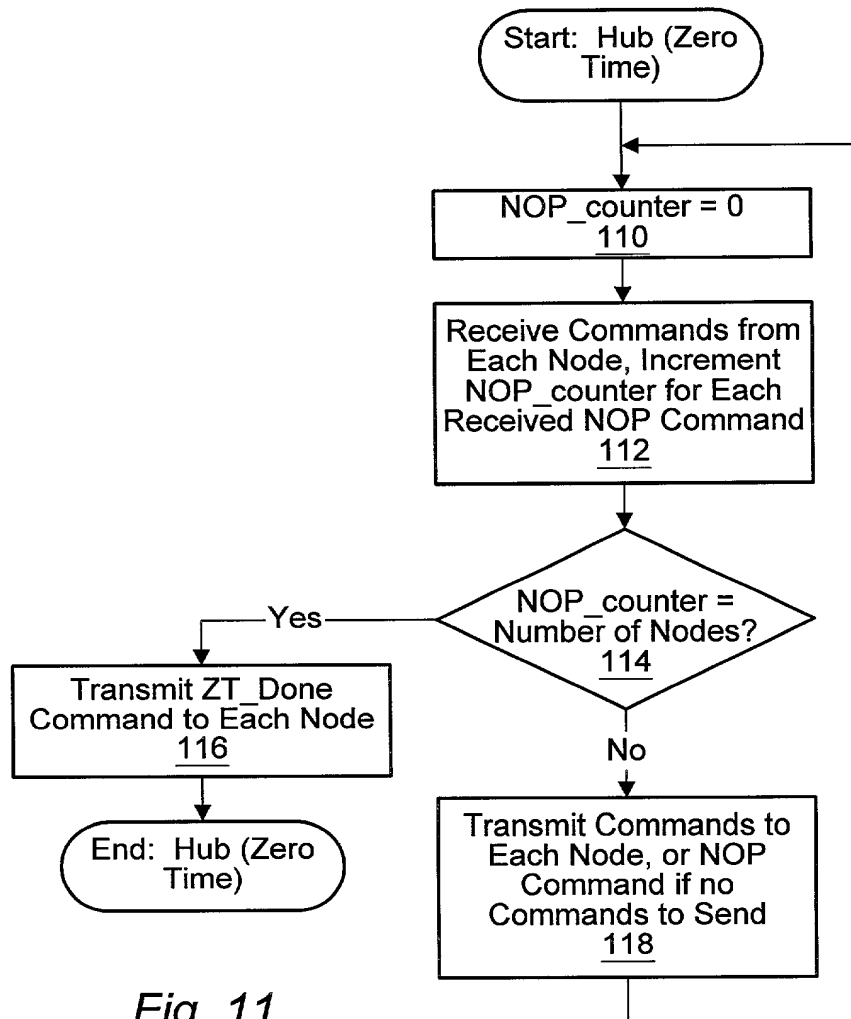 Start: Hub (Zero
Time)
NOP_counter = 0
110
Receive Commands from
Each Node, Increment
NOP_counter for Each
Received NOP Command
112
NOP_counter =
Number of Nodes?
114
Yes
Transmit ZT_Done
Command to Each Node
116
No
End: Hub (Zero
Time)
Transmit Commands to
Each Node, or NOP
Command if no
Commands to Send
118
Fig. 11